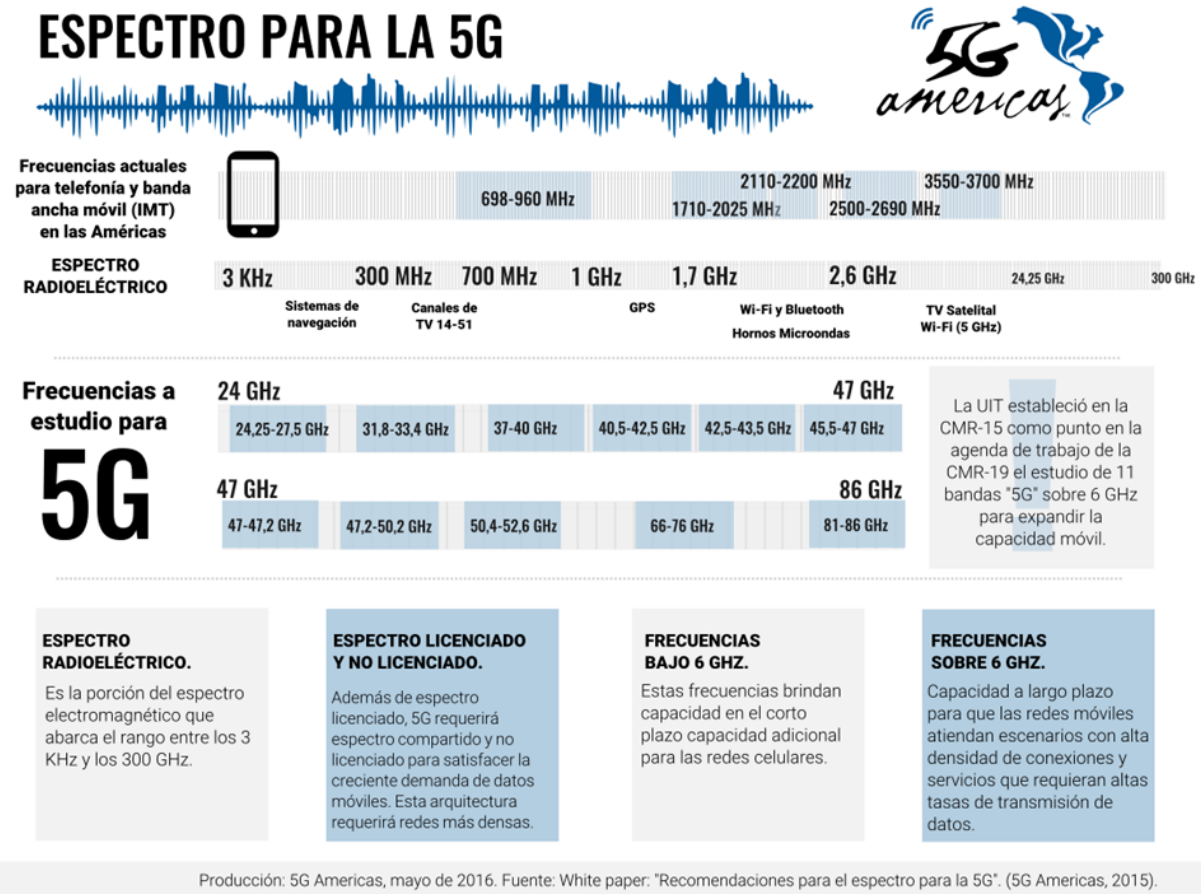 ESPECTRO PARA LA 5G
5G
americas
TM
Frecuencias actuales
para telefonía y banda
ancha móvil (IMT)
en las Américas
698-960 MHz
2110-2200 MHz
3550-3700 MHz
1710-2025 MHz
2500-2690 MHz
ESPECTRO
RADIOELÉCTRICO
3 KHz
300 MHz
700 MHz
1 GHz
1,7 GHz
2,6 GHz
24,25 GHz
300 GHz
Sistemas de
navegación
Canales de
TV 14-51
GPS
Wi-Fi y Bluetooth
Hornos Microondas
TV Satelital
Wi-Fi (5 GHz)
Frecuencias a
estudio para
5G
24 GHz
47 GHz
24,25-27,5 GHz
31,8-33,4 GHz
37-40 GHz
40,5-42,5 GHz
42,5-43,5 GHz
45,5-47 GHz
47 GHz
86 GHz
47-47,2 GHz
47,2-50,2 GHz
50,4-52,6 GHz
66-76 GHz
81-86 GHz
La UIT estableció en la
CMR-15 como punto en la
agenda de trabajo de la
CMR-19 el estudio de 11
bandas "5G" sobre 6 GHz
para expandir la
capacidad móvil.
ESPECTRO
RADIOELÉCTRICO.
Es la porción del espectro
electromagnético que
abarca el rango entre los 3
KHz y los 300 GHz.
ESPECTRO LICENCIADO
Y NO LICENCIADO.
Además de espectro
licenciado, 5G requerirá
espectro compartido y no
licenciado para satisfacer la
creciente demanda de datos
móviles. Esta arquitectura
requerirá redes más densas.
FRECUENCIAS
BAJO 6 GHZ.
Estas frecuencias brindan
capacidad en el corto
plazo capacidad adicional
para las redes celulares.
FRECUENCIAS
SOBRE 6 GHZ.
Capacidad a largo plazo
para que las redes móviles
atiendan escenarios con alta
densidad de conexiones y
servicios que requieran altas
tasas de transmisión de
datos.
Producción: 5G Americas, mayo de 2016. Fuente: White paper: "Recomendaciones para el espectro para la 5G". (5G Americas, 2015).